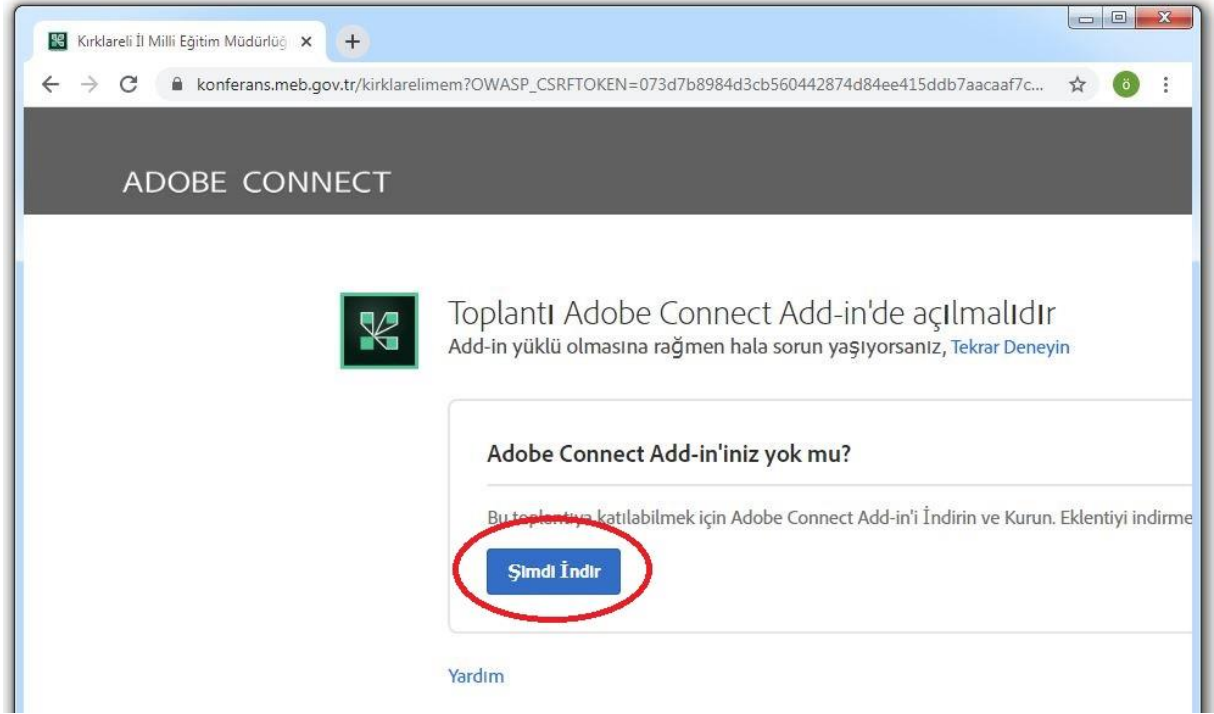 Kırklareli İl Milli Eğitim Müdürlüğ
konferans.meb.gov.tr/kirklarelimem?OWASP_CSRFTOKEN=073d7b8984d3cb560442874d84ee415ddb7aacaaf7c...
ö
ADOBE CONNECT
Toplantı Adobe Connect Add-in'de açılmalıdır
Add-in yüklü olmasına rağmen hala sorun yaşıyorsanız, Tekrar Deneyin
Adobe Connect Add-in'iniz yok mu?
Bu toplantıya katılabilmek için Adobe Connect Add-in'i İndirin ve Kurun. Eklentiyi indirme
Şimdi İndir
Yardım